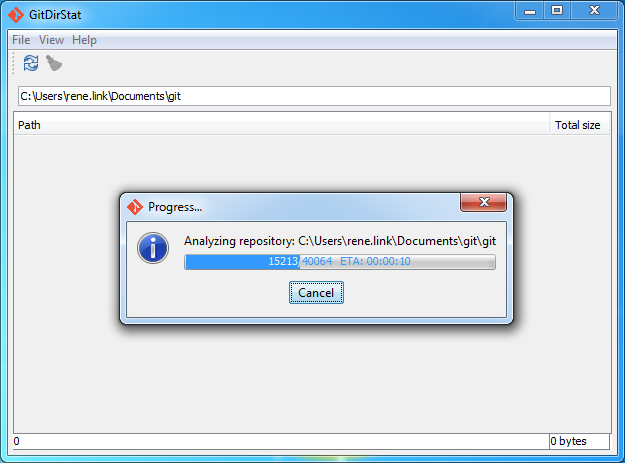 GitDirStat
File View Help
C:\Users\rene.link\Documents\git
Path Total size
Progress...
Analyzing repository: C:\Users\rene.link\Documents\git\git
15213/40064 ETA: 00:00:10
Cancel
0 0 bytes